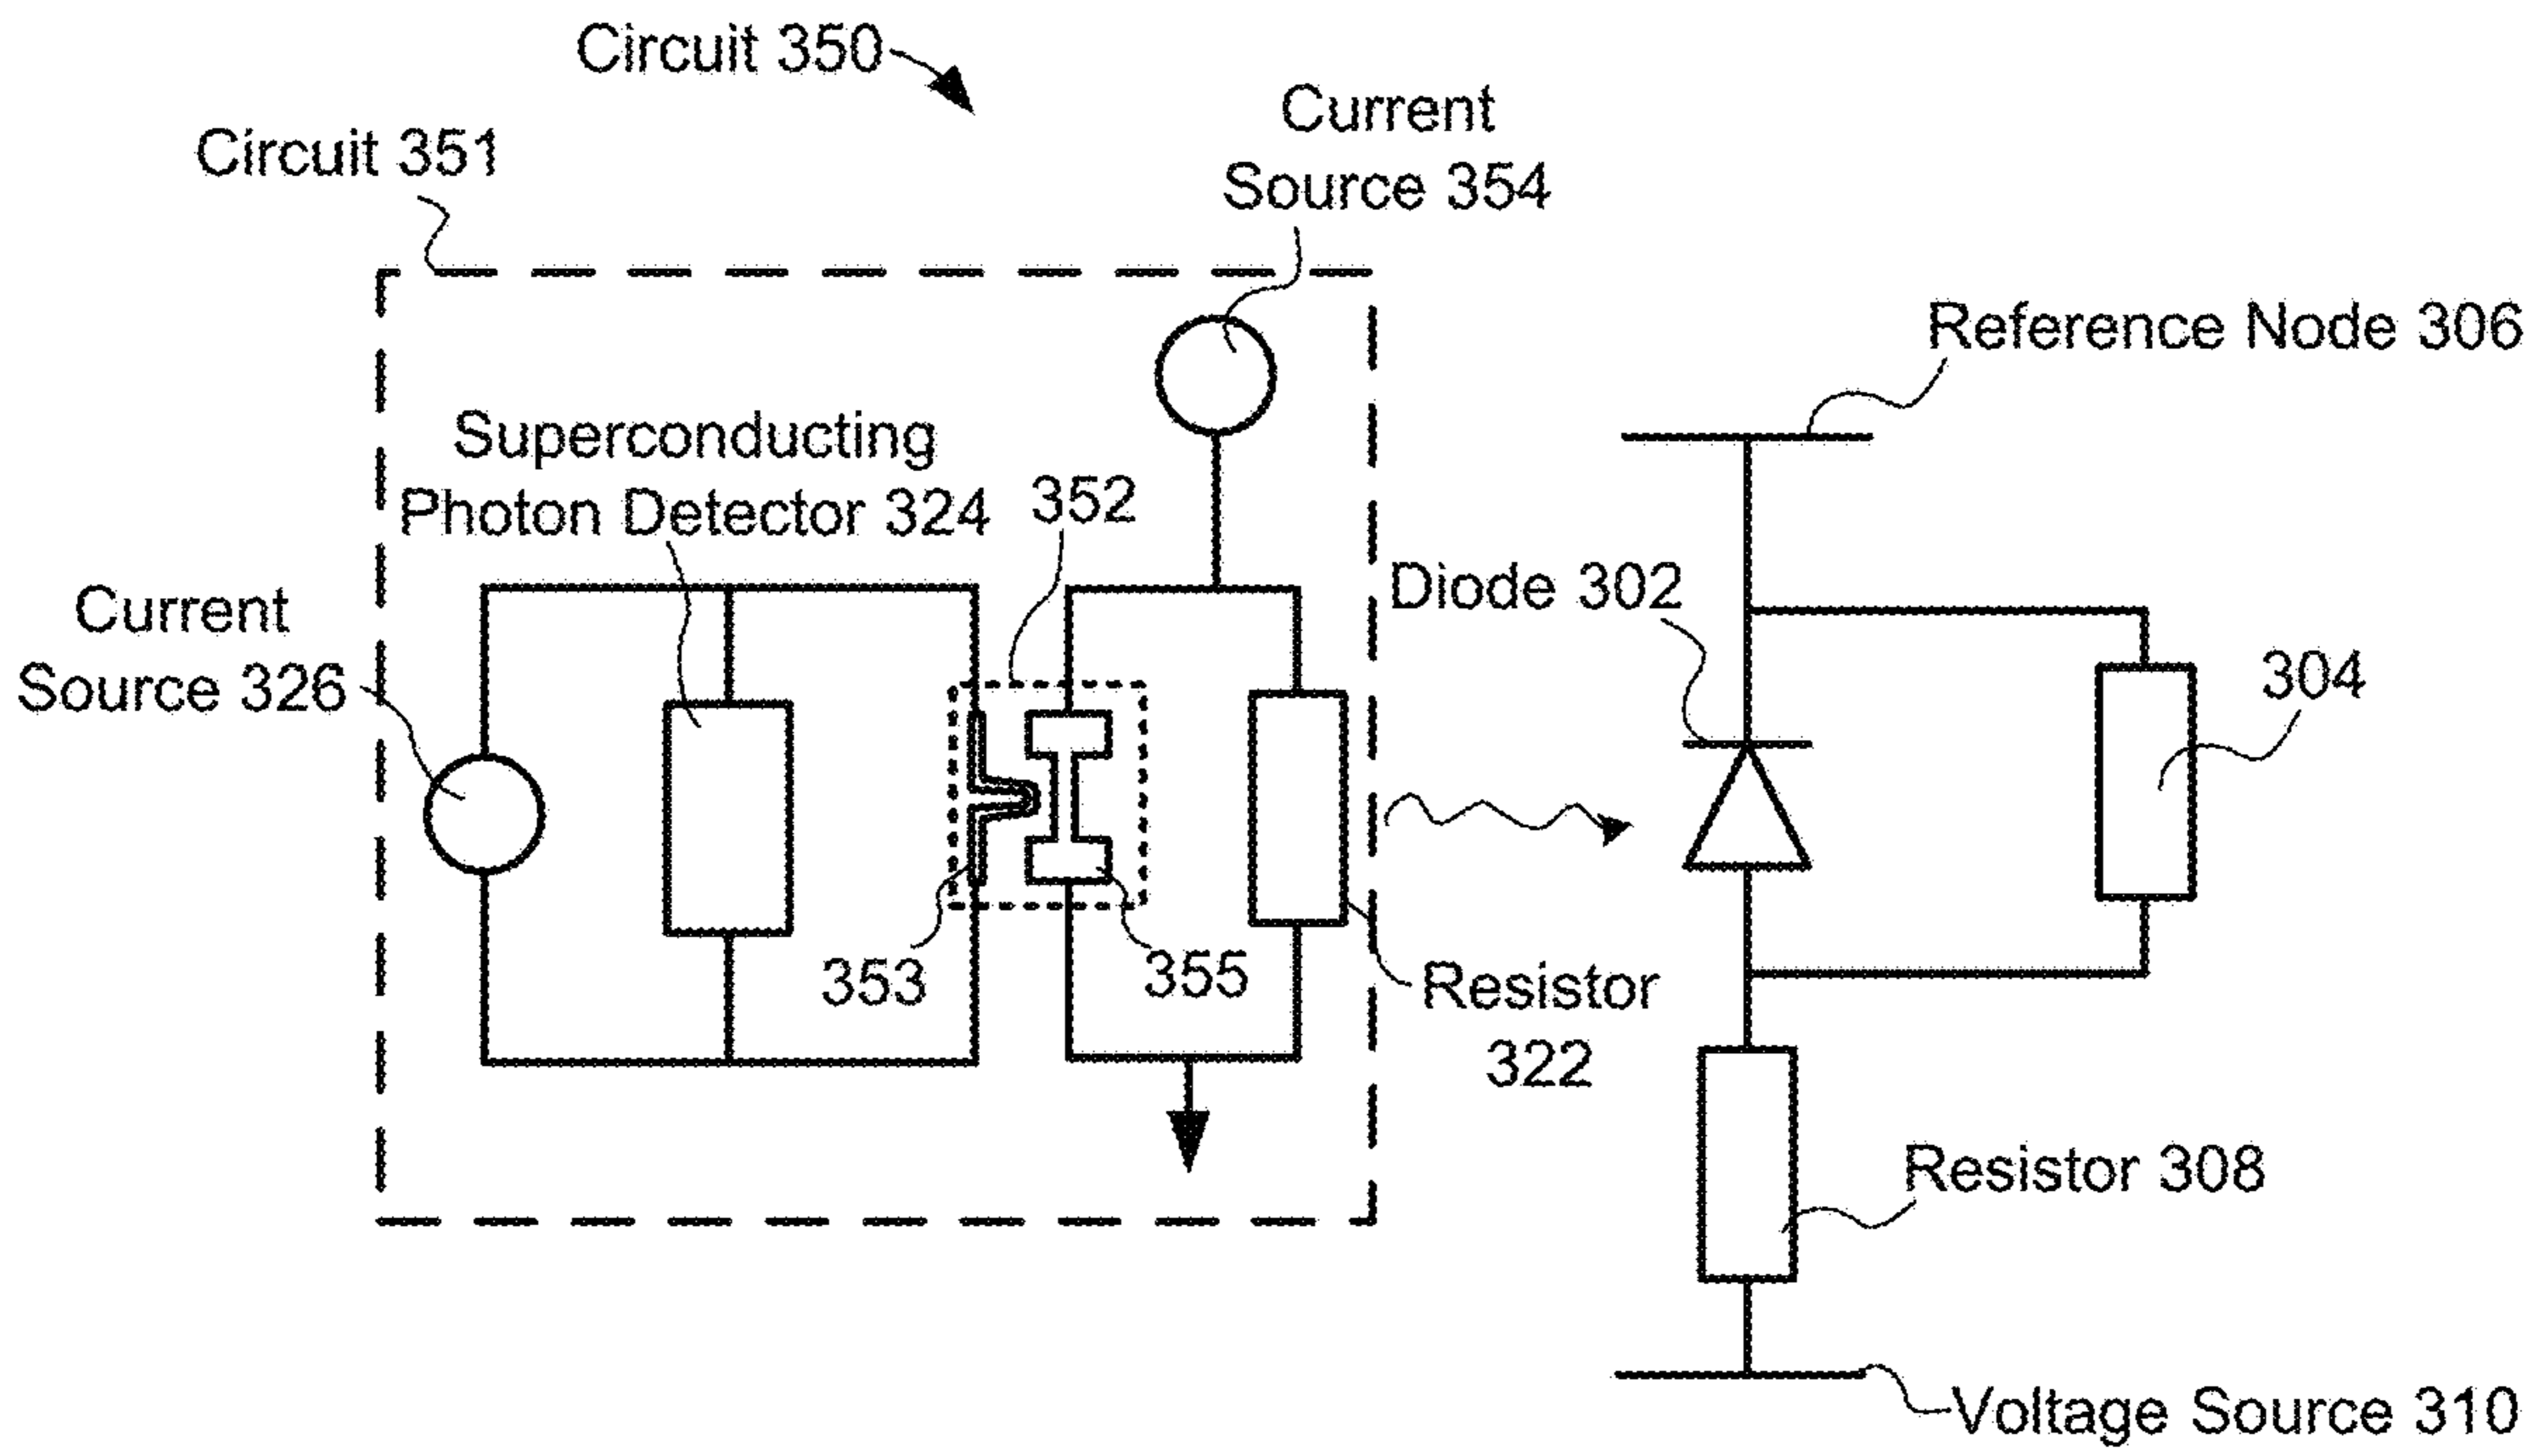 Circuit 350
Current
Source 354
Circuit 351
Reference Node 306
Superconducting
Photon Detector 324
352
Diode 302
Current
Source 326
304
353
355
Resistor
322
Resistor 308
Voltage Source 310